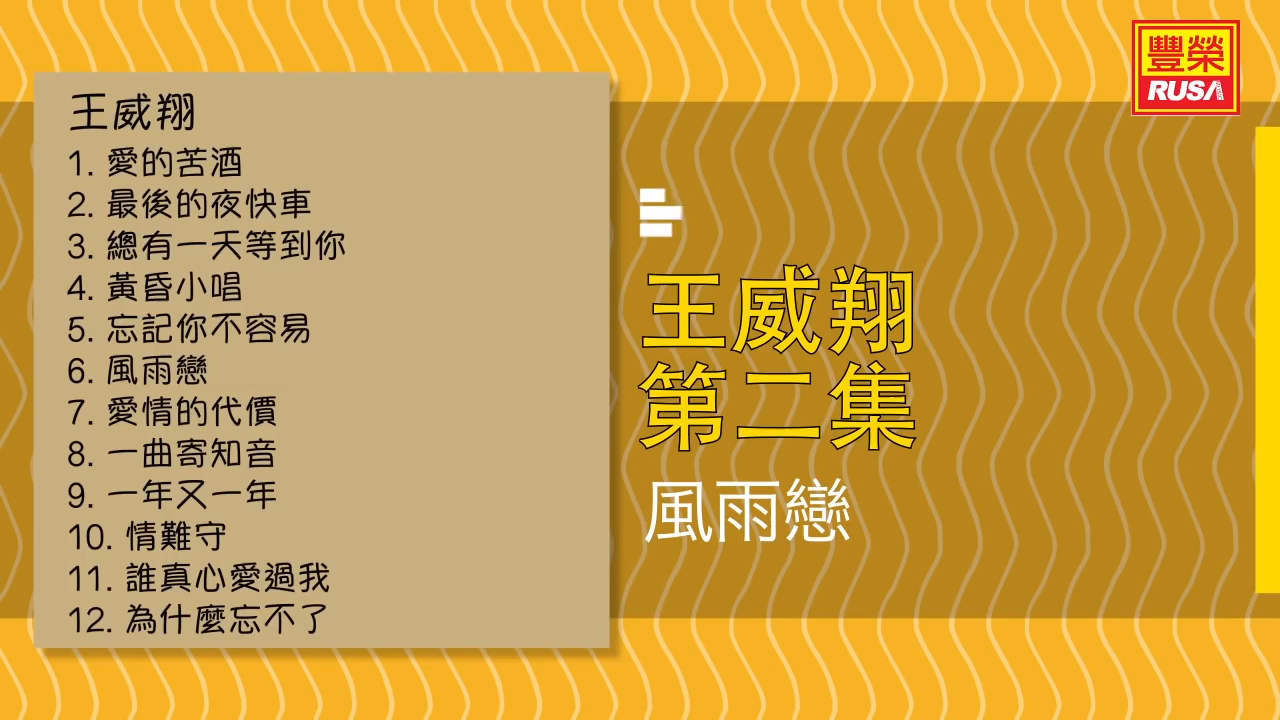 王威翔
1. 愛的苦酒
2. 最後的夜快車
3. 總有一天等到你
4. 黃昏小唱
5. 忘記你不容易
6. 風雨戀
7. 愛情的代價
8. 一曲寄知音
9. 一年又一年
10. 情難守
11. 誰真心愛過我
12. 為什麼忘不了
豐榮
RUSA
王威翔
第二集
風雨戀